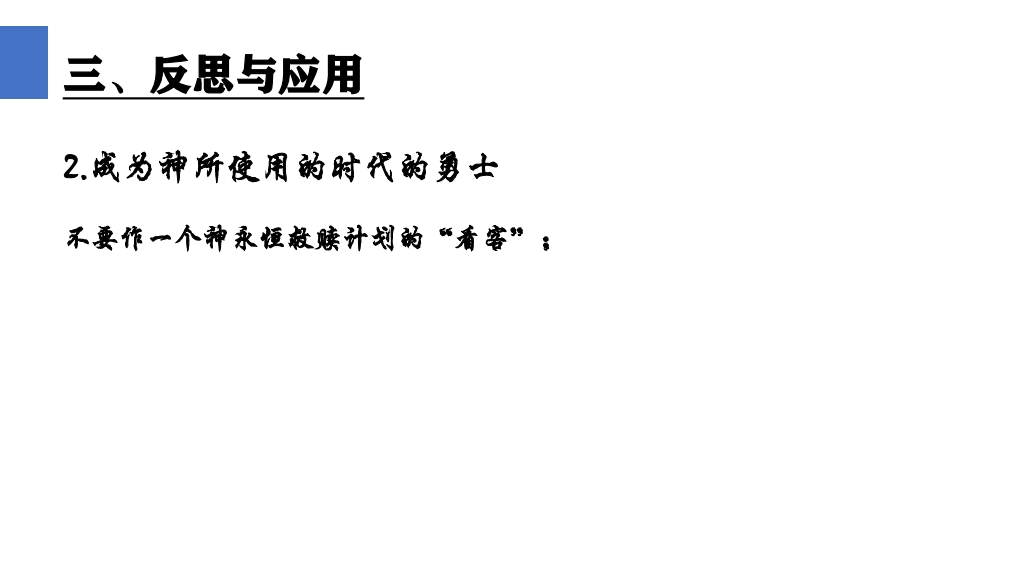 三、反思与应用
2.成为神所使用的时代的勇士
不要作一个神永恒救赎计划的“看客”；